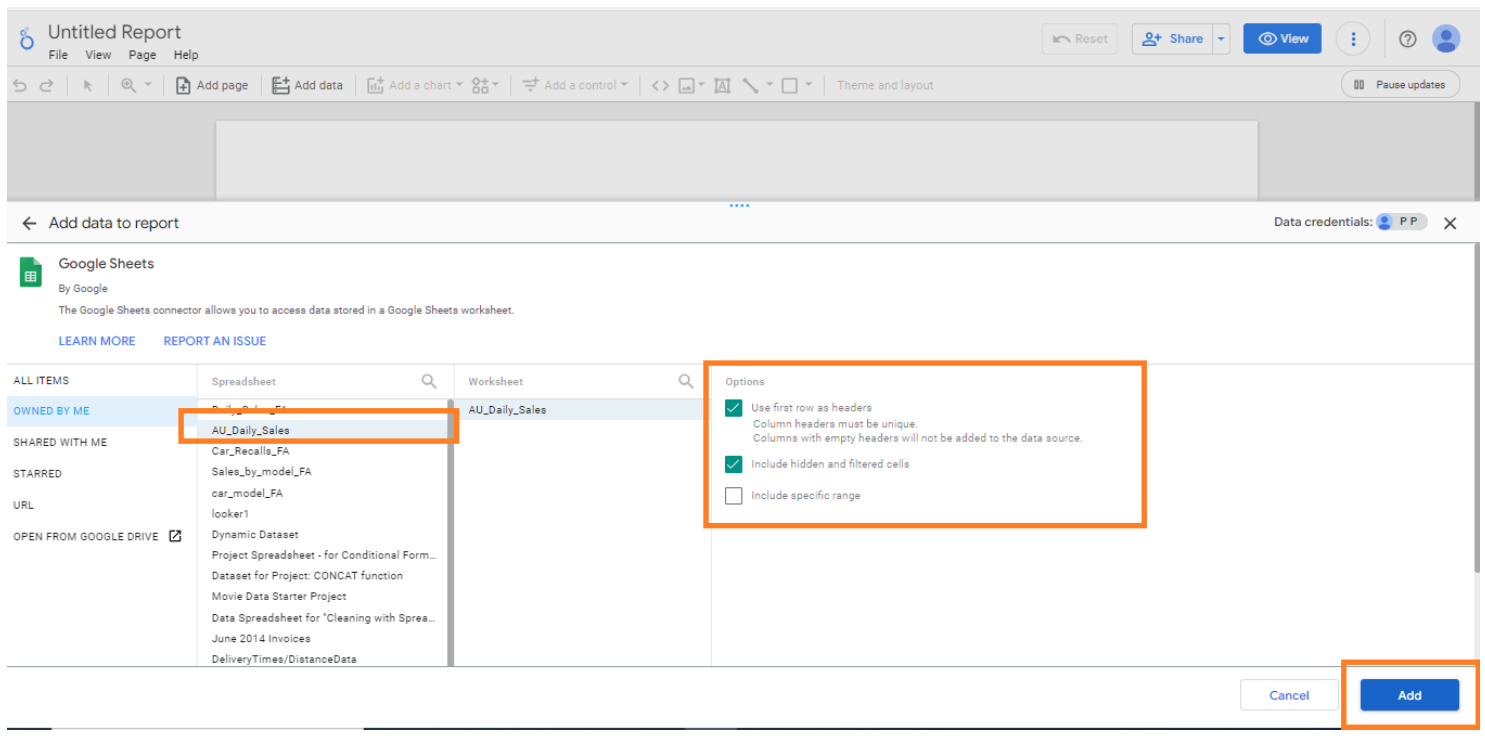 Untitled Report
File View Page Help
Reset
Share
View
Add page
Add data
Add a chart
Add a control
Theme and layout
Pause updates
Add data to report
Data credentials: P P
Google Sheets
By Google
The Google Sheets connector allows you to access data stored in a Google Sheets worksheet.
LEARN MORE REPORT AN ISSUE
ALL ITEMS
OWNED BY ME
SHARED WITH ME
STARRED
URL
OPEN FROM GOOGLE DRIVE
Spreadsheet
AU_Daily_Sales
Car_Recalls_FA
Sales_by_model_FA
car_model_FA
looker1
Dynamic Dataset
Project Spreadsheet - for Conditional Form...
Dataset for Project: CONCAT function
Movie Data Starter Project
Data Spreadsheet for "Cleaning with Sprea...
June 2014 Invoices
DeliveryTimes/DistanceData
Worksheet
AU_Daily_Sales
Options
Use first row as headers
Column headers must be unique.
Columns with empty headers will not be added to the data source.
Include hidden and filtered cells
Include specific range
Cancel
Add